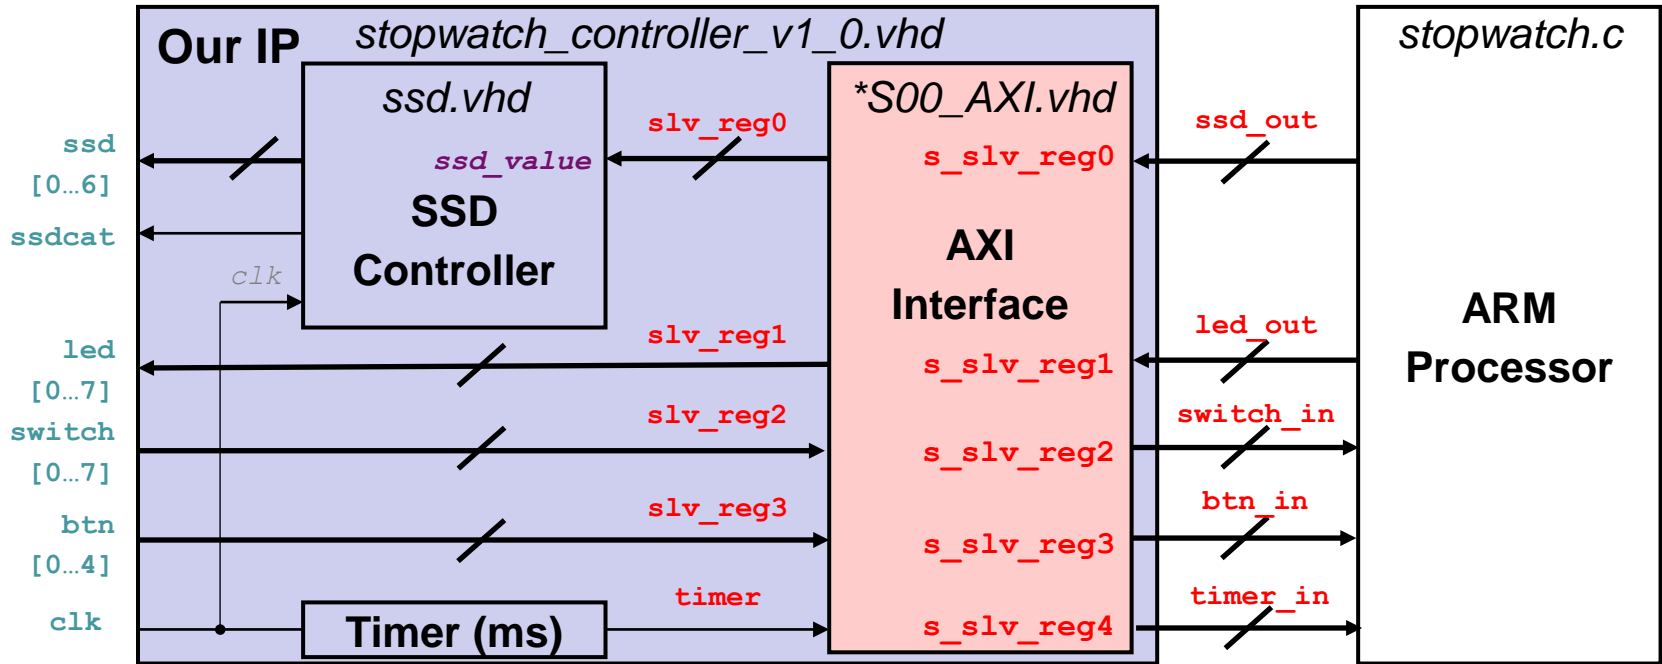 Our IP
stopwatch_controller_v1_0.vhd
stopwatch.c
ssd.vhd
*S00_AXI.vhd
ssd
[0…6]
ssdcat
ssd_value
SSD
Controller
clk
slv_reg0
s_slv_reg0
ssd_out
AXI
Interface
ARM
Processor
led
[0…7]
slv_reg1
s_slv_reg1
led_out
switch
[0…7]
slv_reg2
s_slv_reg2
switch_in
btn
[0…4]
slv_reg3
s_slv_reg3
btn_in
clk
Timer (ms)
timer
s_slv_reg4
timer_in